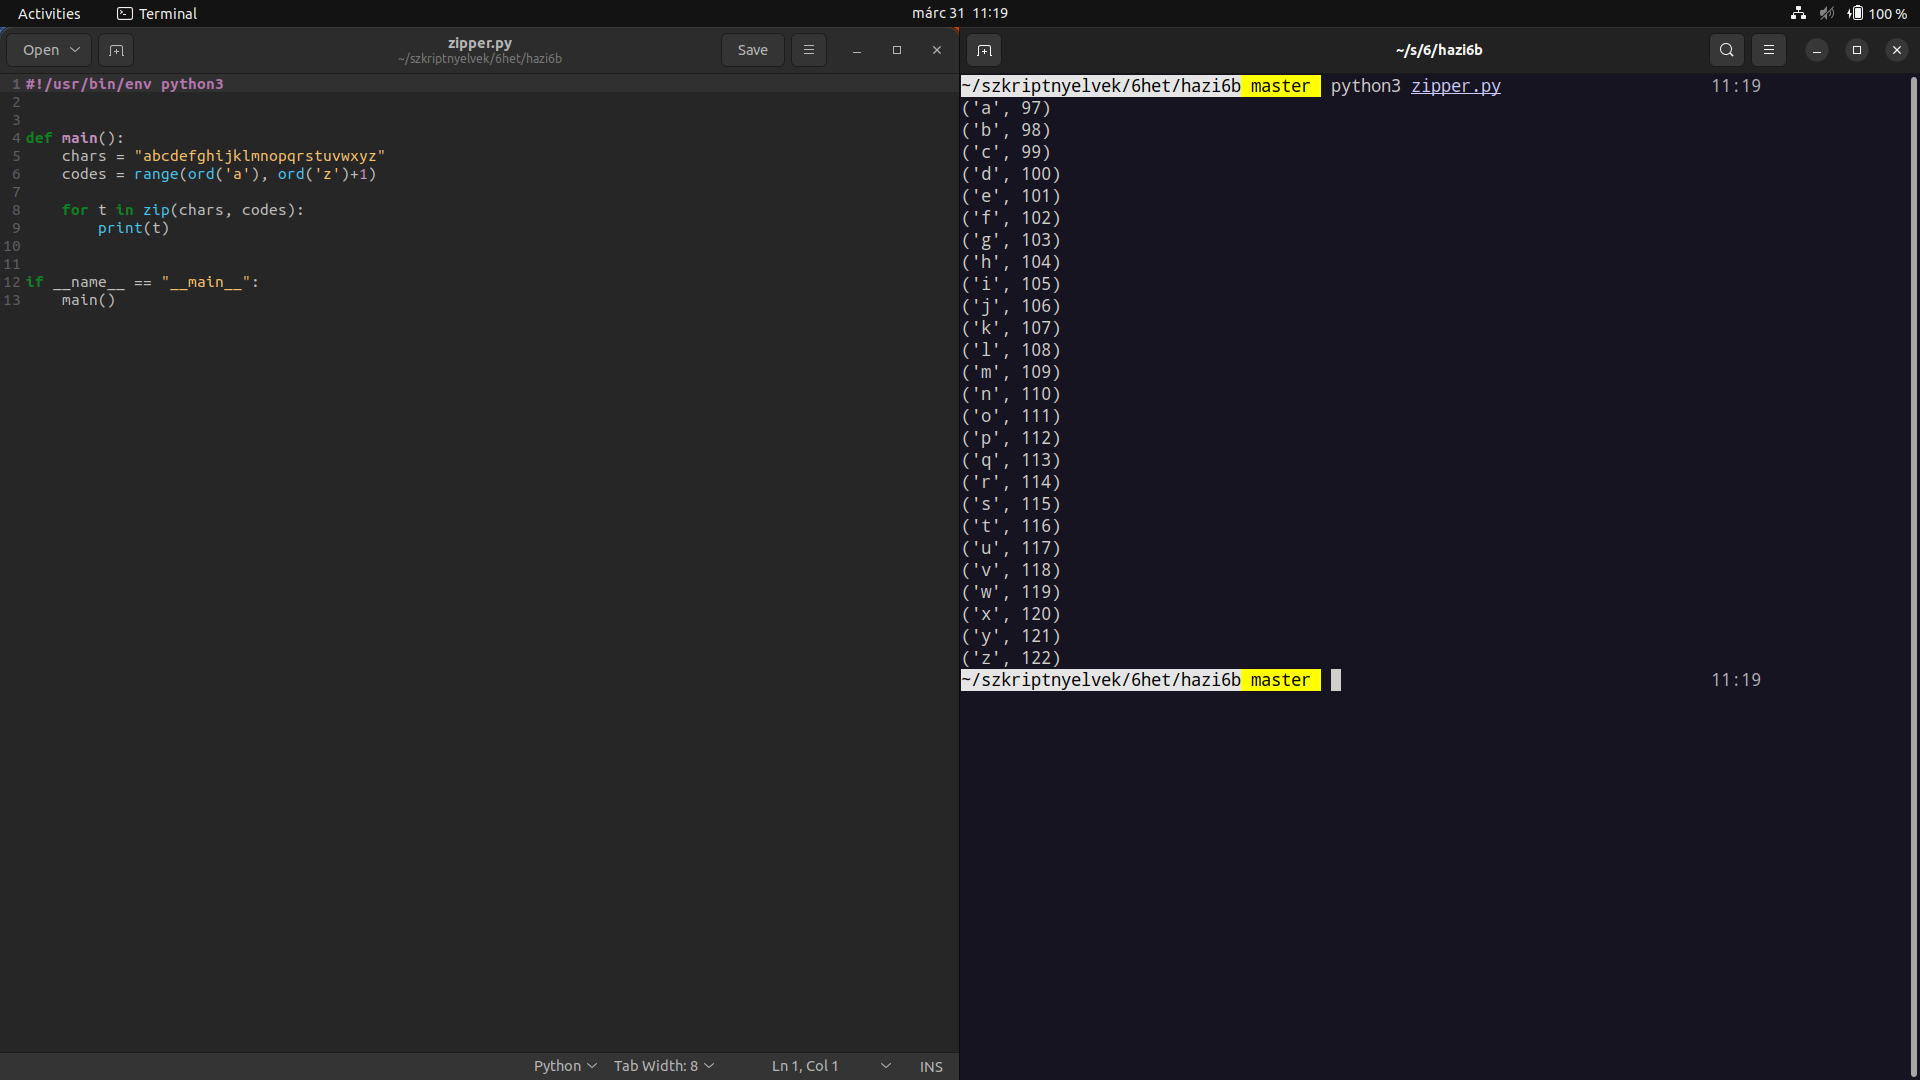 Activities
Terminal
márc 31 11:19
100 %
Open
zipper.py
~/szkriptnyelvek/6het/hazi6b
Save
1 #!/usr/bin/env python3
2
3
4 def main():
5     chars = "abcdefghijklmnopqrstuvwxyz"
6     codes = range(ord('a'), ord('z')+1)
7
8     for t in zip(chars, codes):
9         print(t)
10
11
12 if __name__ == "__main__":
13     main()
Python
Tab Width: 8
Ln 1, Col 1
INS
~/s/6/hazi6b
~/szkriptnyelvek/6het/hazi6b master python3 zipper.py 11:19
('a', 97)
('b', 98)
('c', 99)
('d', 100)
('e', 101)
('f', 102)
('g', 103)
('h', 104)
('i', 105)
('j', 106)
('k', 107)
('l', 108)
('m', 109)
('n', 110)
('o', 111)
('p', 112)
('q', 113)
('r', 114)
('s', 115)
('t', 116)
('u', 117)
('v', 118)
('w', 119)
('x', 120)
('y', 121)
('z', 122)
~/szkriptnyelvek/6het/hazi6b master 11:19